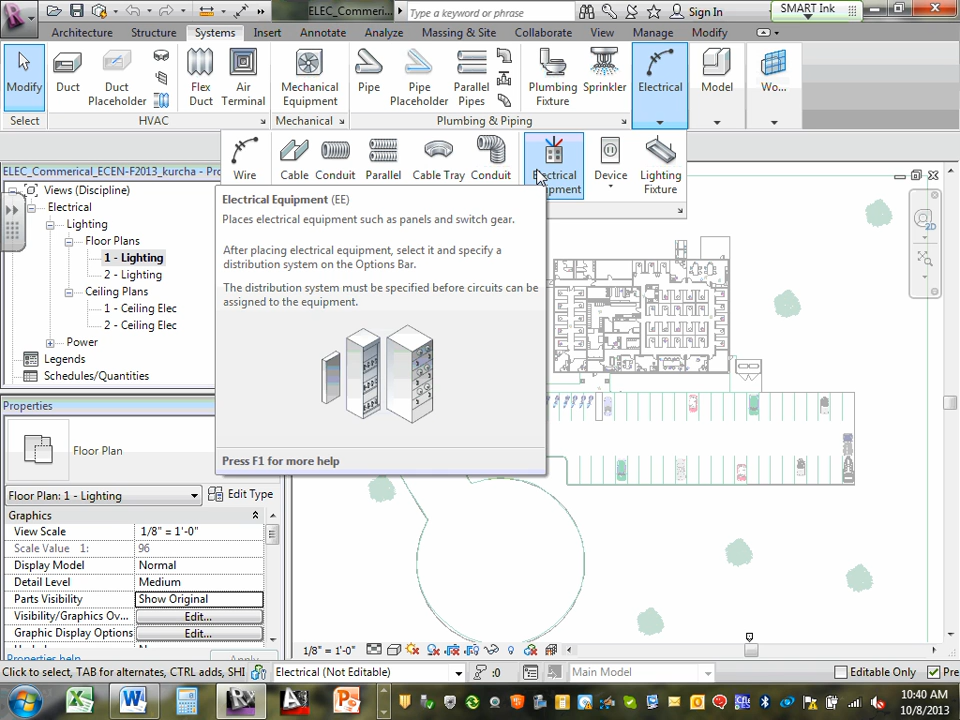 ELEC_Commeri...
Type a keyword or phrase
Sign In
SMART Ink
Architecture
Structure
Systems
Insert
Annotate
Analyze
Massing & Site
Collaborate
View
Manage
Modify
Modify
Duct
Duct Placeholder
Flex Duct
Air Terminal
Mechanical Equipment
Pipe
Pipe Placeholder
Parallel Pipes
Plumbing Fixture
Sprinkler
Electrical
Model
Wo...
Select
HVAC
Mechanical
Plumbing & Piping
Wire
Cable
Conduit
Parallel
Cable Tray
Conduit
Electrical
Device
Lighting Fixture
ELEC_Commerical_ECEN-F2013_kurcha - Pro
Views (Discipline)
Electrical
Lighting
Floor Plans
1 - Lighting
2 - Lighting
Ceiling Plans
1 - Ceiling Elec
2 - Ceiling Elec
Power
Legends
Schedules/Quantities
Electrical Equipment (EE)
Places electrical equipment such as panels and switch gear.
After placing electrical equipment, select it and specify a
distribution system on the Options Bar.
The distribution system must be specified before circuits can be
assigned to the equipment.
Press F1 for more help
2D
Properties
Floor Plan
Floor Plan: 1 - Lighting
Edit Type
Graphics
View Scale 1/8" = 1'-0"
Scale Value 1: 96
Display Model Normal
Detail Level Medium
Parts Visibility Show Original
Visibility/Graphics Ov... Edit...
Graphic Display Options Edit...
Properties help
Apply
1/8" = 1'-0"
Click to select, TAB for alternates, CTRL adds, SHI
Electrical (Not Editable)
:0
Main Model
Editable Only
Pre
10:40 AM
10/8/2013